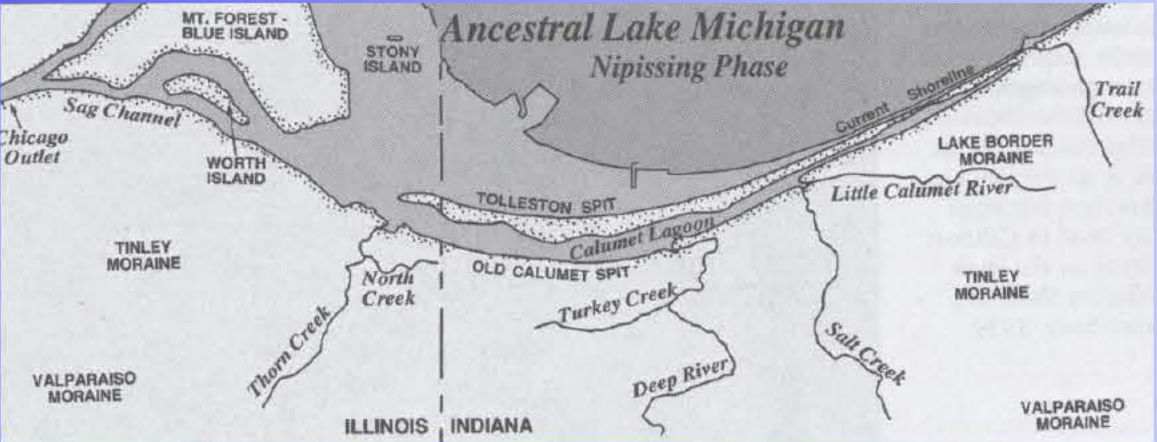 MT. FOREST -
BLUE ISLAND
STONY
ISLAND
Ancestral Lake Michigan
Nipissing Phase
Current Shoreline
Trail
Creek
Sag Channel
Chicago
Outlet
WORTH
ISLAND
LAKE BORDER
MORAINE
Little Calumet River
TOLLESTON SPIT
Calumet Lagoon
OLD CALUMET SPIT
TINLEY
MORAINE
North
Creek
Thorn Creek
Turkey Creek
Deep River
Salt Creek
TINLEY
MORAINE
VALPARAISO
MORAINE
ILLINOIS
INDIANA
VALPARAISO
MORAINE